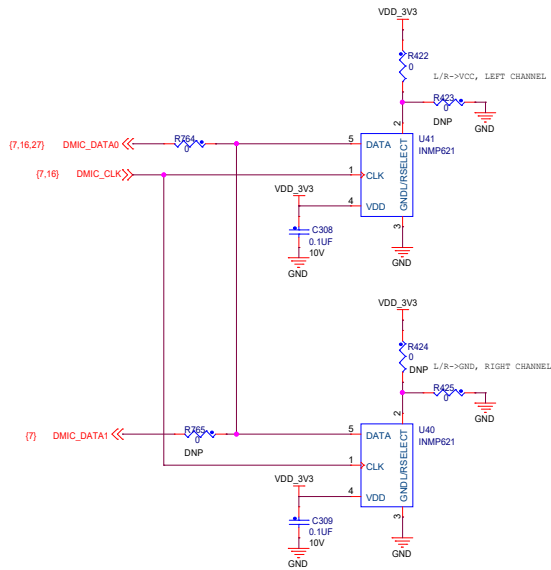 VDD_3V3
R422
0
L/R->VCC, LEFT CHANNEL
R423
0
DNP
GND
2
U41
INMP621
{7,16,27} DMIC_DATA0
R764
0
5 DATA
{7,16} DMIC_CLK
1 CLK
GNDL/RSELECT
VDD_3V3
4 VDD
C308
0.1UF
10V
GND
3
GND
VDD_3V3
R424
0
DNP
L/R->GND, RIGHT CHANNEL
R425
0
GND
2
U40
INMP621
{7} DMIC_DATA1
R765
0
DNP
5 DATA
1 CLK
GNDL/RSELECT
VDD_3V3
4 VDD
C309
0.1UF
10V
GND
3
GND